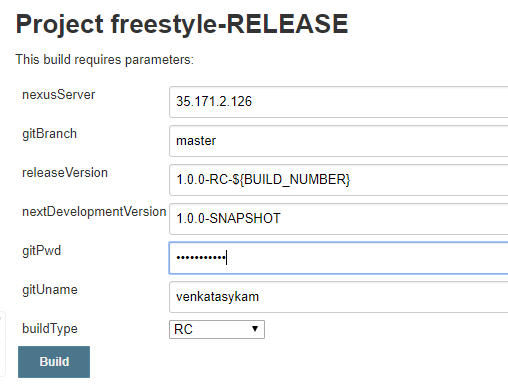 Project freestyle-RELEASE
This build requires parameters:
nexusServer 35.171.2.126
gitBranch master
releaseVersion 1.0.0-RC-${BUILD_NUMBER}
nextDevelopmentVersion 1.0.0-SNAPSHOT
gitPwd •••••••••••
gitUname venkatasykam
buildType RC
Build